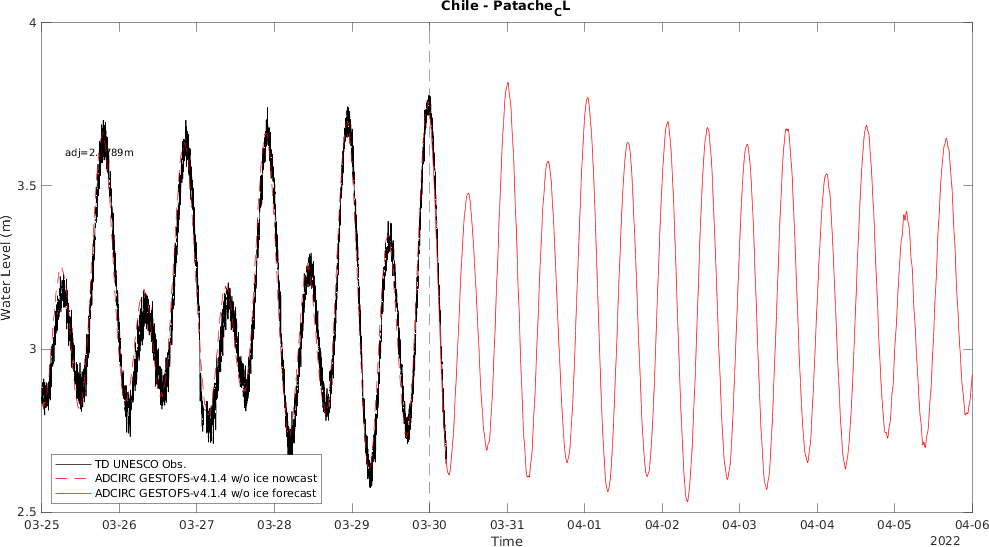 Chile - Patache_CL
4
3.5
3
2.5
Water Level (m)
TD UNESCO Obs.
ADCIRC GESTOFS-v4.1.4 w/o ice nowcast
ADCIRC GESTOFS-v4.1.4 w/o ice forecast
03-25 03-26 03-27 03-28 03-29 03-30 03-31 04-01 04-02 04-03 04-04 04-05 04-06
Time
2022